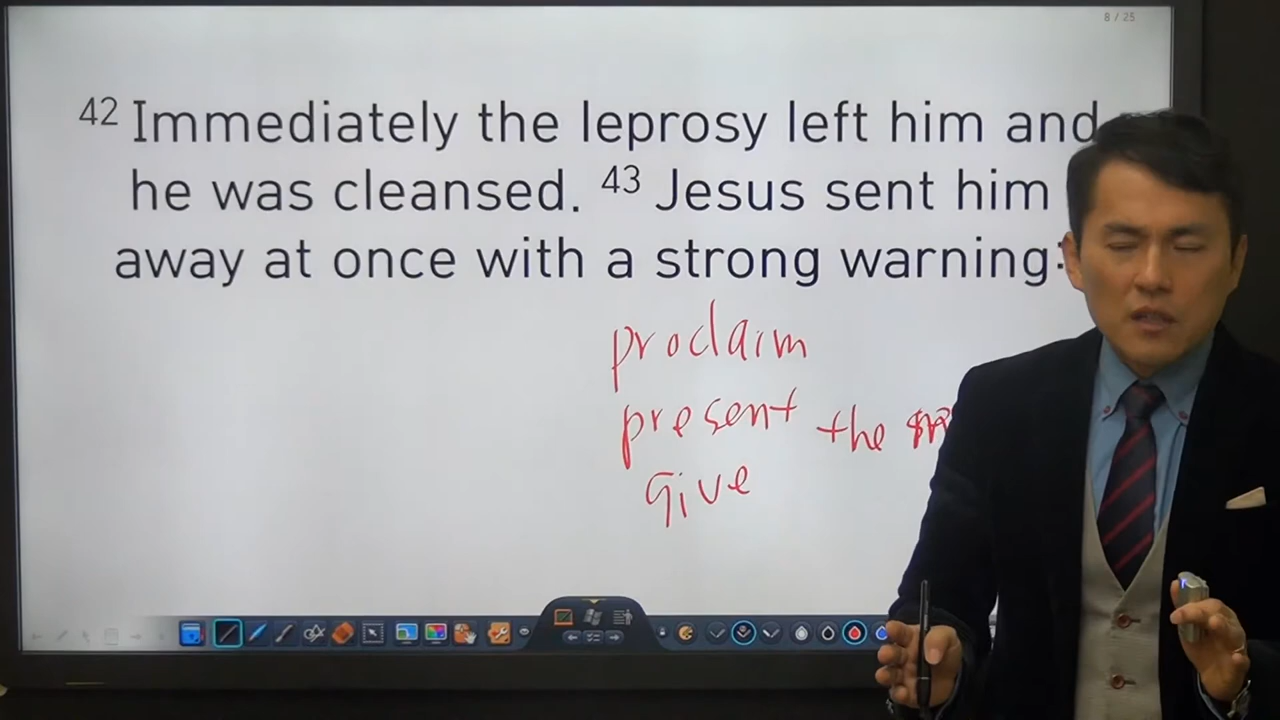 8 / 25
42 Immediately the leprosy left him and
he was cleansed. 43 Jesus sent him
away at once with a strong warning:
proclaim
present the
give